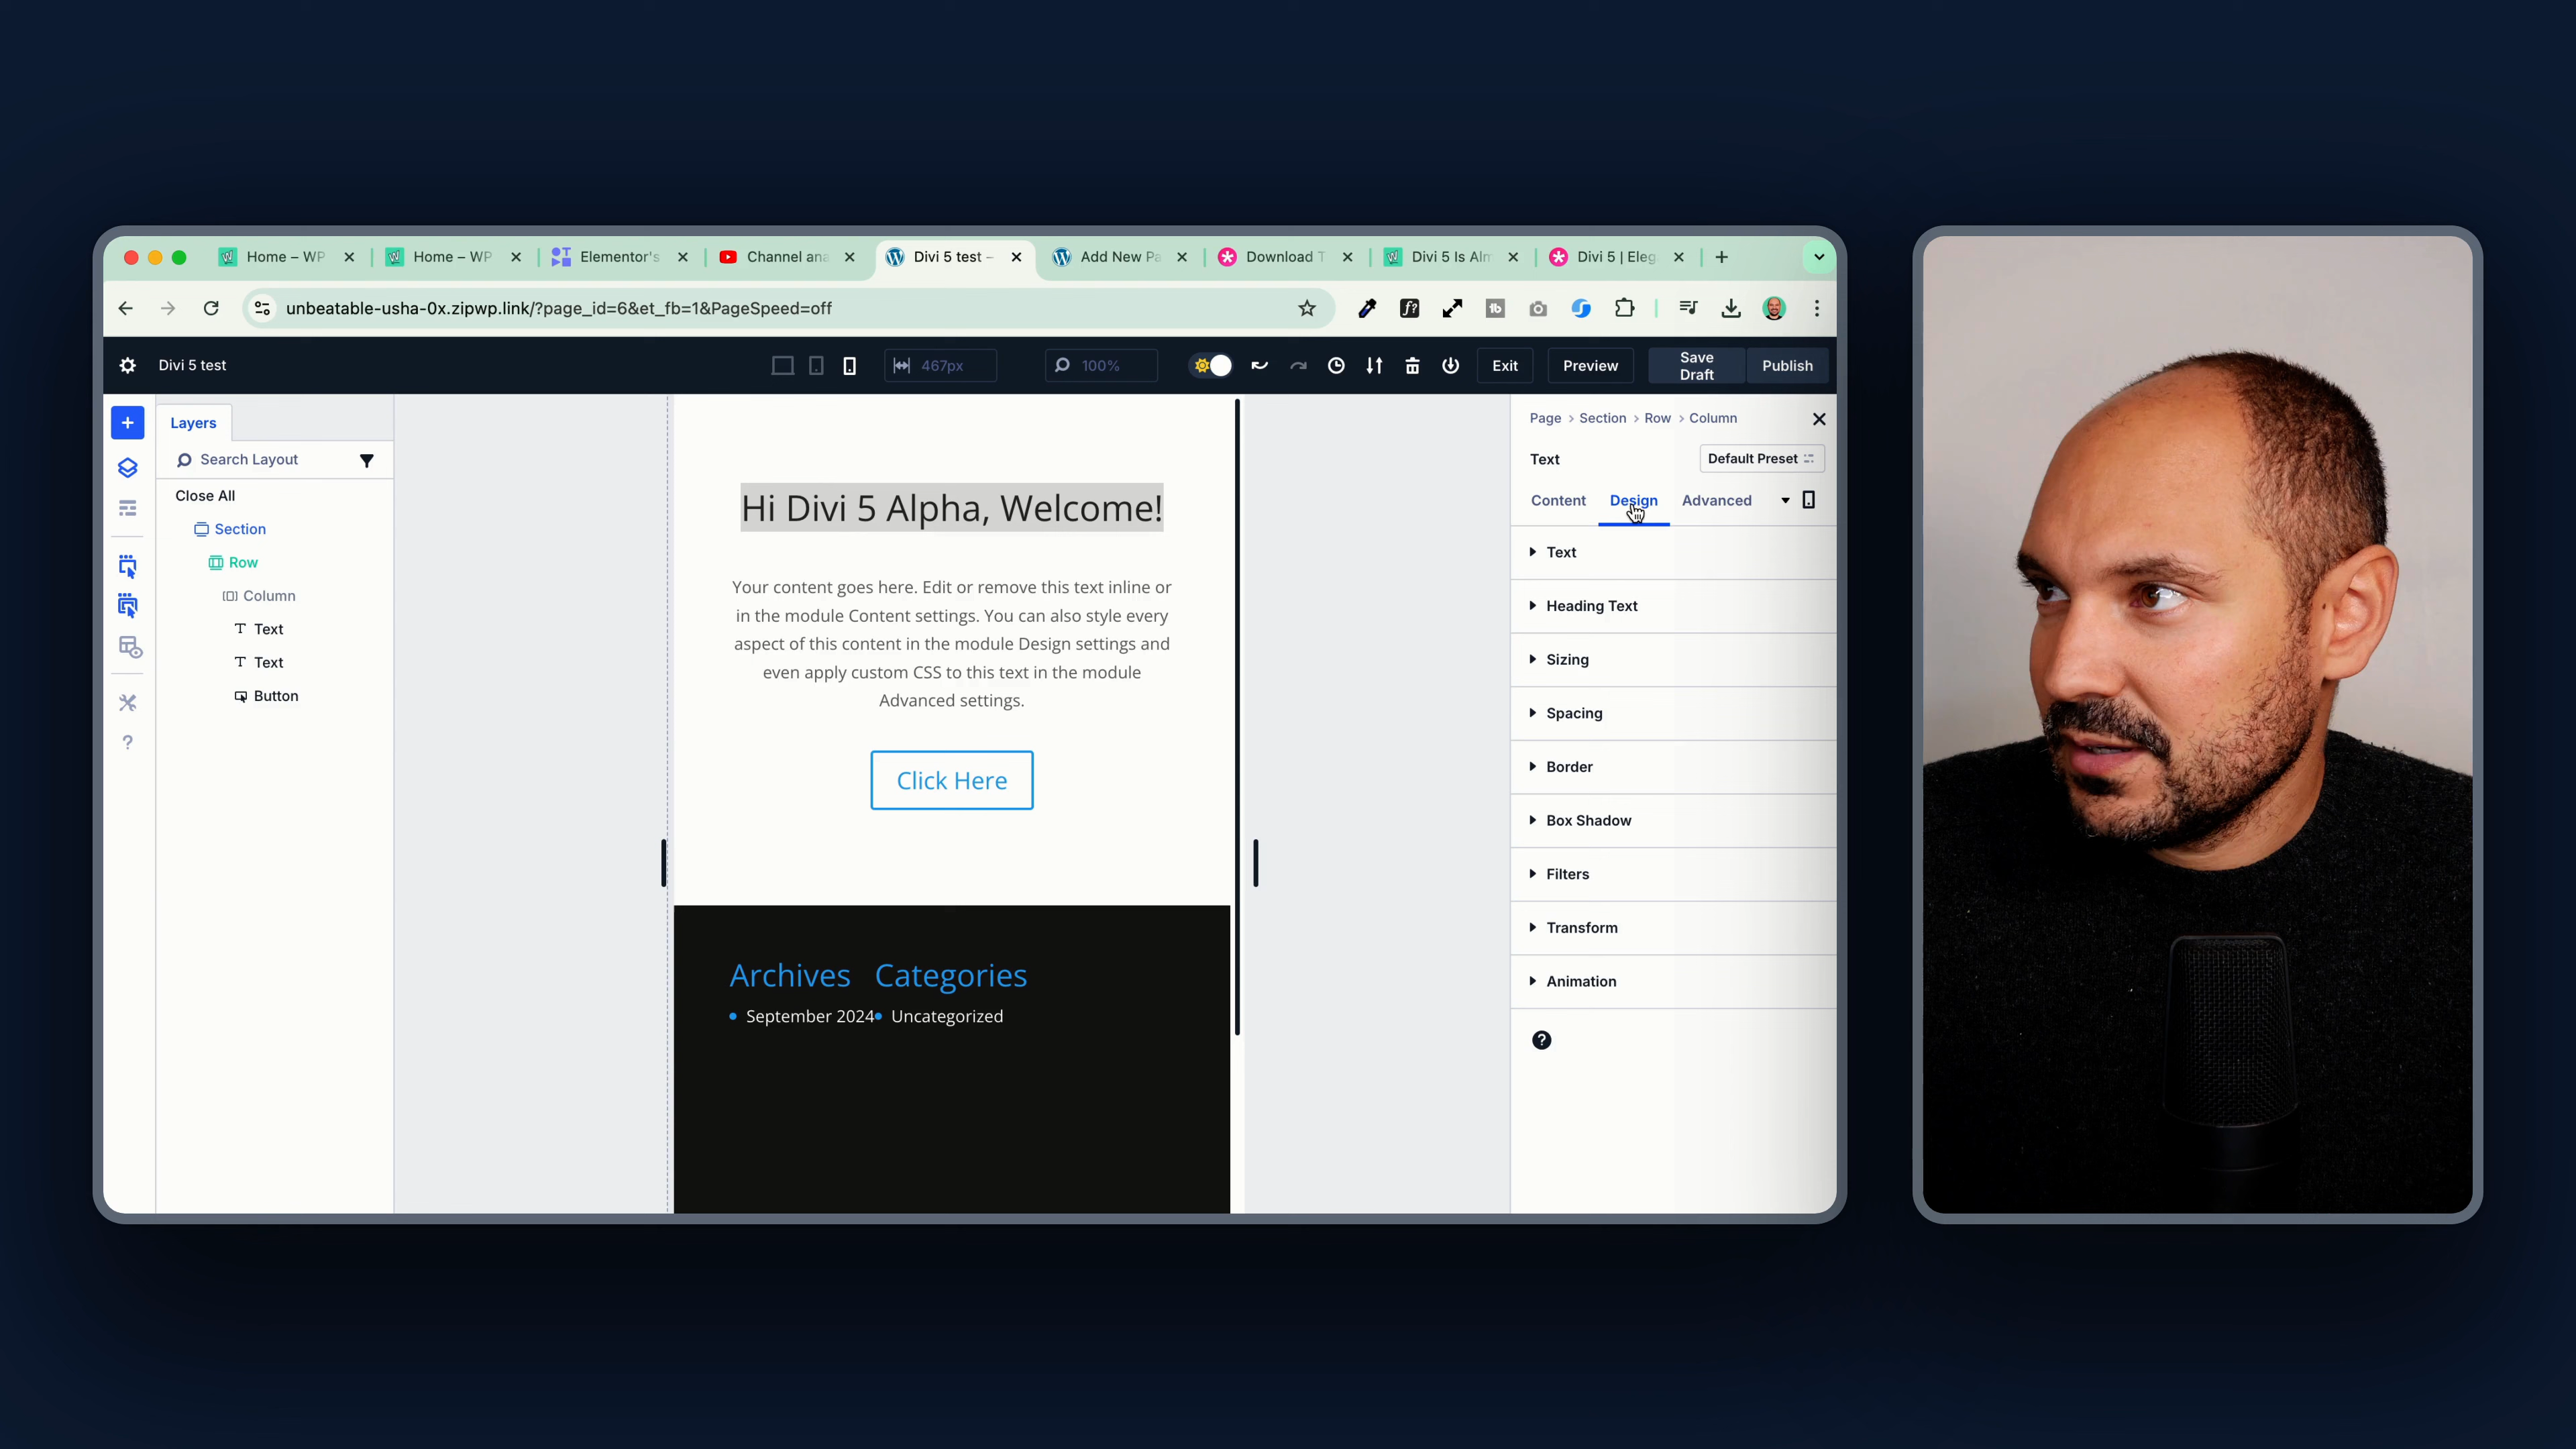 Home – WP
Home – WP
Elementor's
Channel ana
Divi 5 test –
Add New Pa
Download T
Divi 5 Is Alm
Divi 5 | Eleg
unbeatable-usha-0x.zipwp.link/?page_id=6&et_fb=1&PageSpeed=off
Divi 5 test
467px
100%
Exit
Preview
Save
Draft
Publish
Layers
Search Layout
Close All
Section
Row
Column
Text
Text
Button
Hi Divi 5 Alpha, Welcome!
Your content goes here. Edit or remove this text inline or
in the module Content settings. You can also style every
aspect of this content in the module Design settings and
even apply custom CSS to this text in the module
Advanced settings.
Click Here
Archives
Categories
September 2024
Uncategorized
Page > Section > Row > Column
Text
Default Preset
Content
Design
Advanced
Text
Heading Text
Sizing
Spacing
Border
Box Shadow
Filters
Transform
Animation